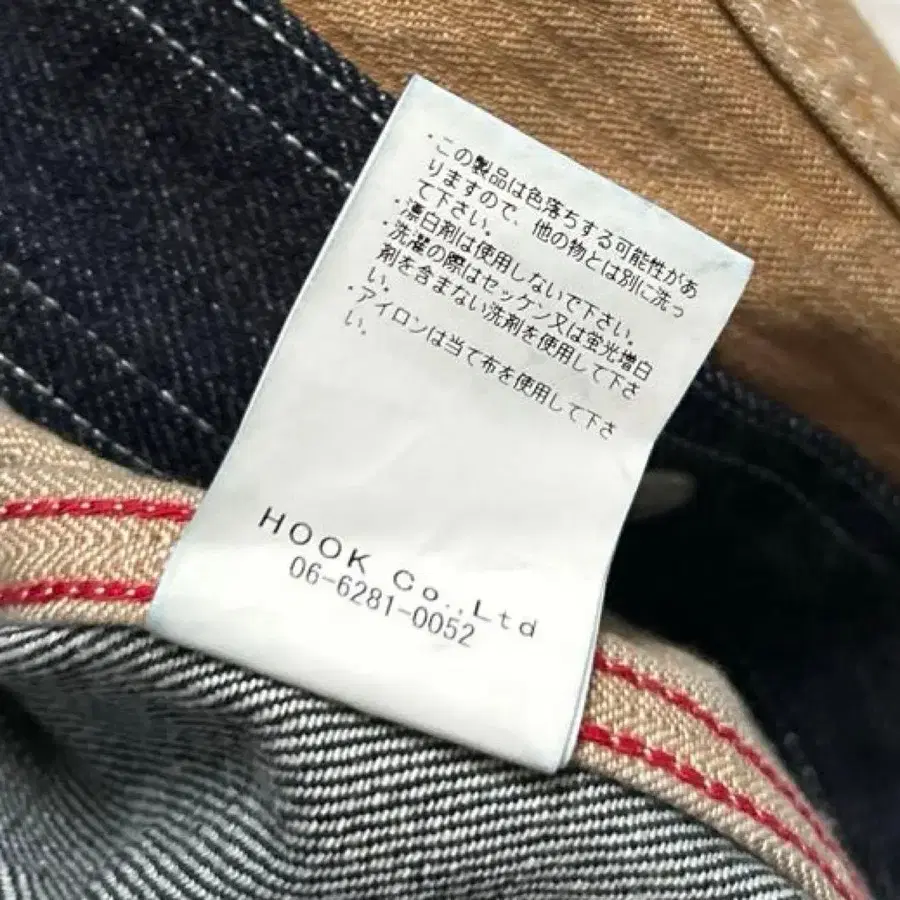 ・この製品は色落ちする可能性があ
りますので、他の物とは別に洗っ
て下さい。
・漂白剤は使用しないで下さい。
・洗濯の際はセッケン又は蛍光増白
剤を含まない洗剤を使用して下さ
い。
・アイロンは当て布を使用して下さ
い。
HOOK Co.,Ltd
06-6281-0052